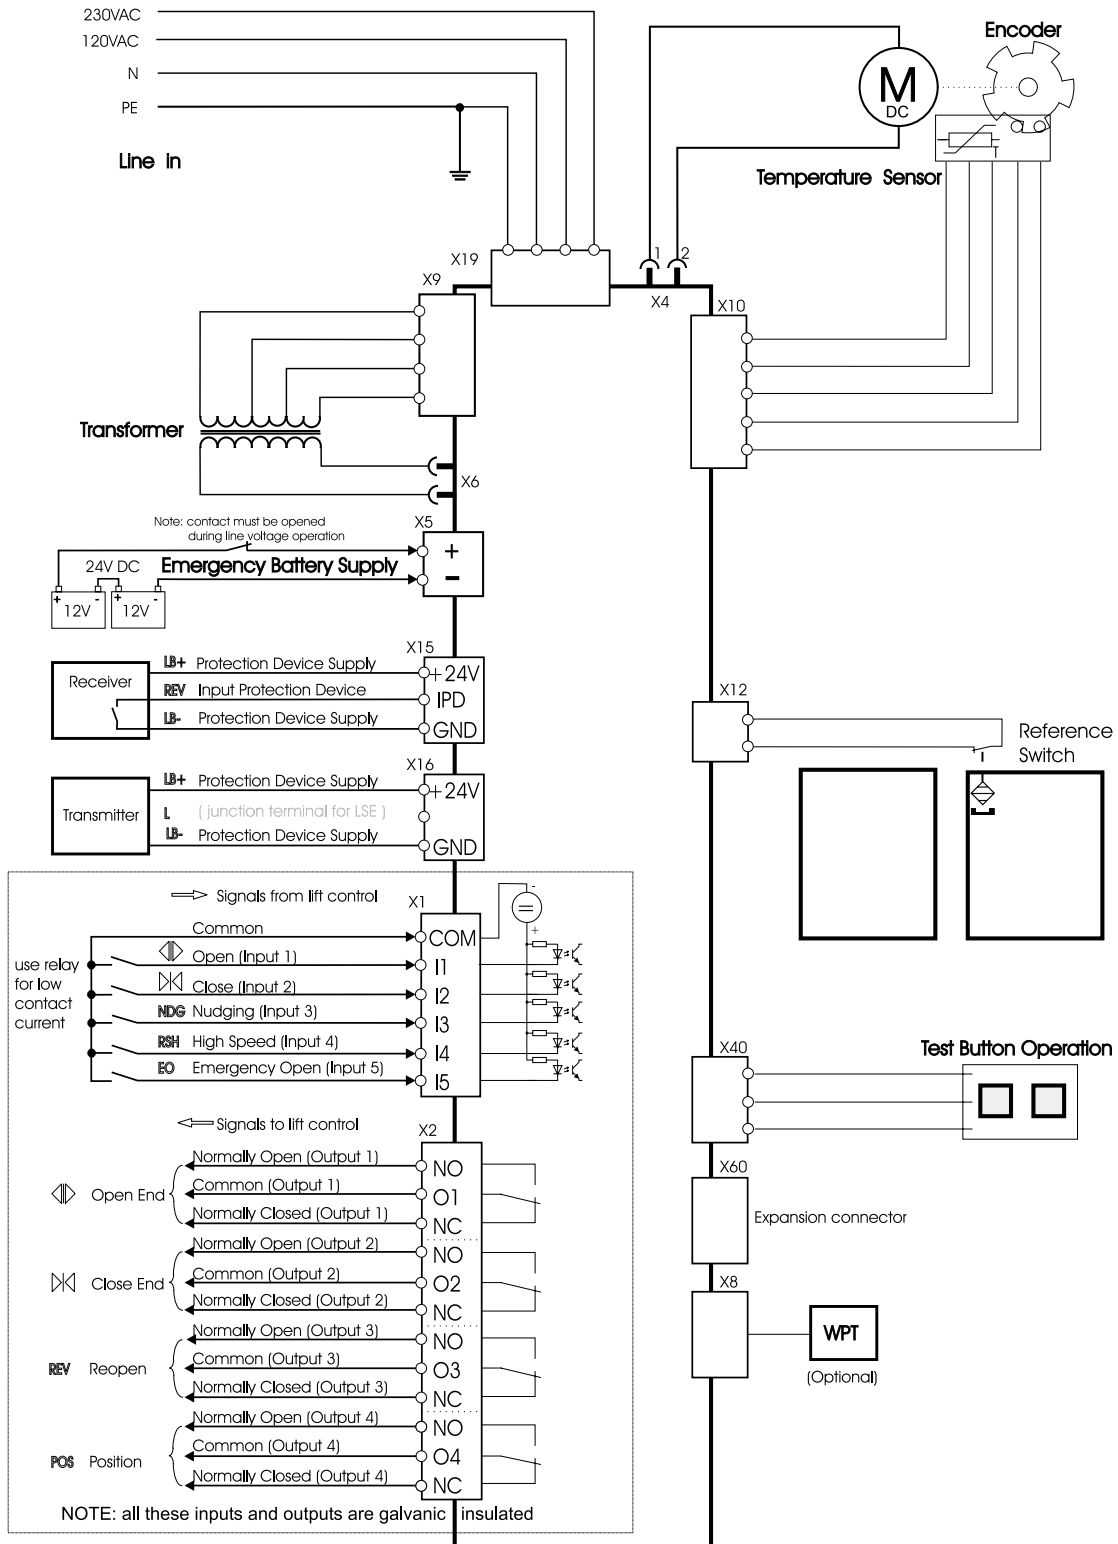 230VAC
120VAC
N
PE
Line in
Encoder
M
DC
T
Temperature Sensor
X19
1
2
X4
X9
X10
Transformer
X6
Note: contact must be opened
during line voltage operation
X5
+
-
24V DC
Emergency Battery Supply
+ - + -
12V 12V
X15
Receiver
LB+ Protection Device Supply +24V
REV Input Protection Device IPD
LB- Protection Device Supply GND
X12
Reference
Switch
X16
Transmitter
LB+ Protection Device Supply +24V
L ( junction terminal for LSE )
LB- Protection Device Supply GND
Signals from lift control
X1
-
=
+
use relay
for low
contact
current
Common COM
Open (Input 1) I1
Close (Input 2) I2
NDG Nudging (Input 3) I3
RSH High Speed (Input 4) I4
EO Emergency Open (Input 5) I5
X40
Test Button Operation
Signals to lift control
X2
Open End
Normally Open (Output 1) NO
Common (Output 1) O1
Normally Closed (Output 1) NC
Close End
Normally Open (Output 2) NO
Common (Output 2) O2
Normally Closed (Output 2) NC
REV Reopen
Normally Open (Output 3) NO
Common (Output 3) O3
Normally Closed (Output 3) NC
POS Position
Normally Open (Output 4) NO
Common (Output 4) O4
Normally Closed (Output 4) NC
NOTE: all these inputs and outputs are galvanic insulated
X60
Expansion connector
X8
WPT
(Optional)